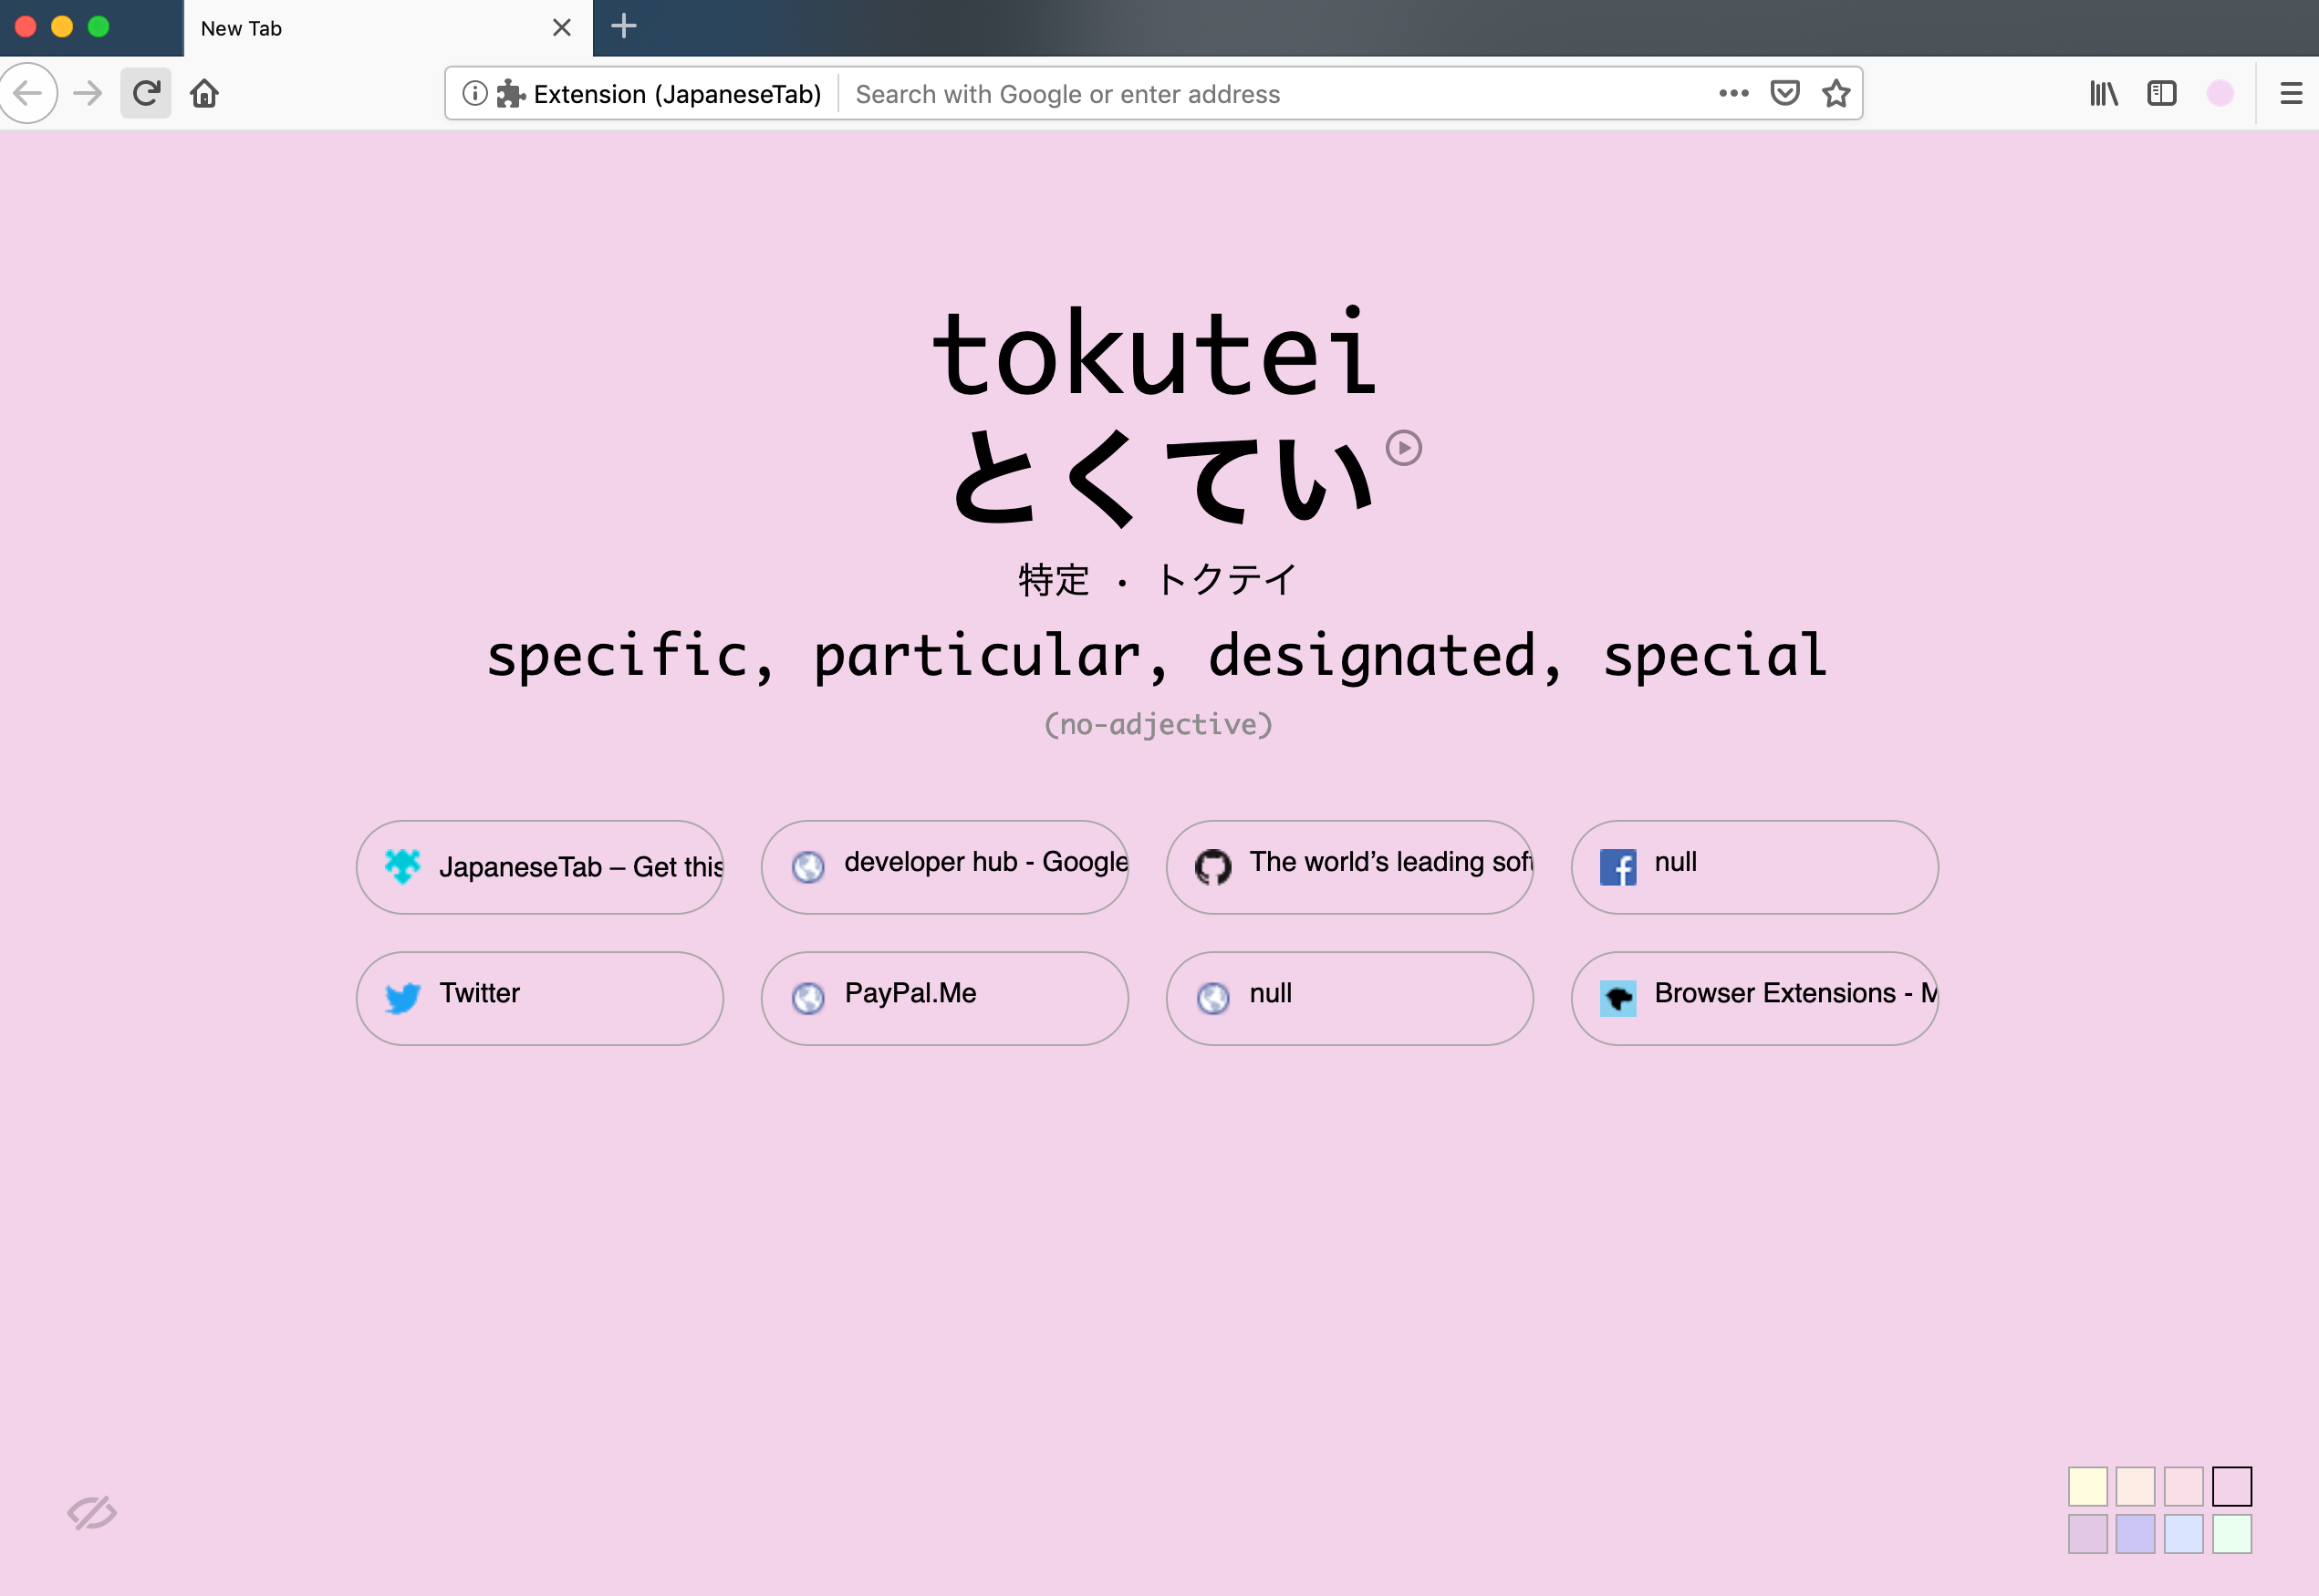 New Tab
Extension (JapaneseTab) Search with Google or enter address
tokutei
とくてい
特定 · トクテイ
specific, particular, designated, special
(no-adjective)
JapaneseTab – Get this
developer hub - Google
The world’s leading soft
null
Twitter
PayPal.Me
null
Browser Extensions - M